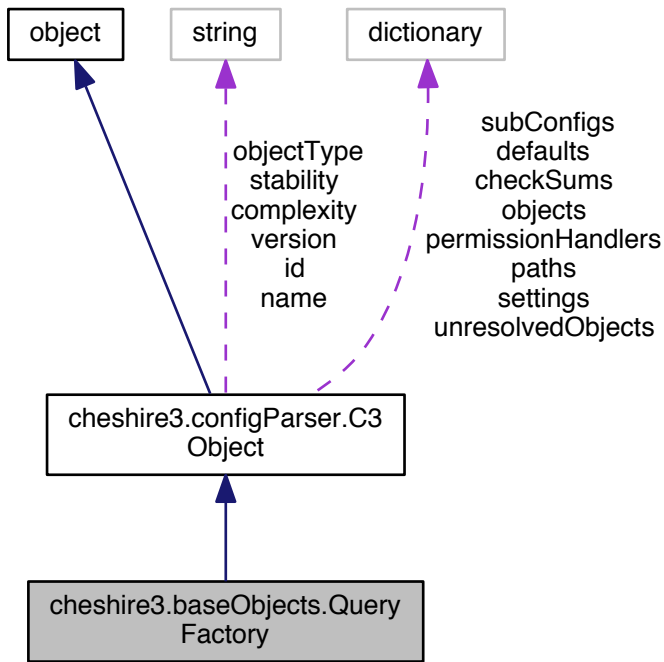 object
string
dictionary
objectType
stability
complexity
version
id
name
subConfigs
defaults
checkSums
objects
permissionHandlers
paths
settings
unresolvedObjects
cheshire3.configParser.C3
Object
cheshire3.baseObjects.Query
Factory